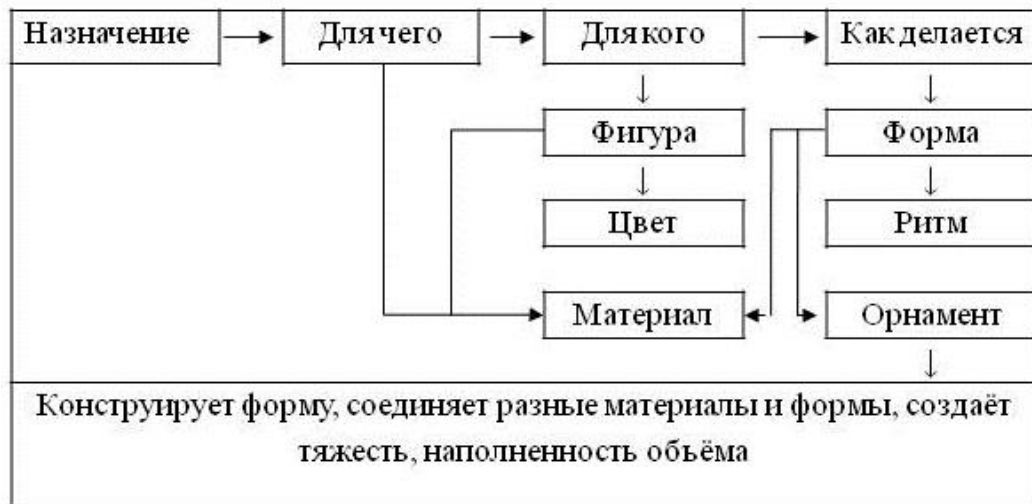 Назначение
Для чего
Для кого
Как делается
Фигура
Форма
Цвет
Ритм
Материал
Орнамент
Конструирует форму, соединяет разные материалы и формы, создаёт
тяжесть, наполненность обьёма